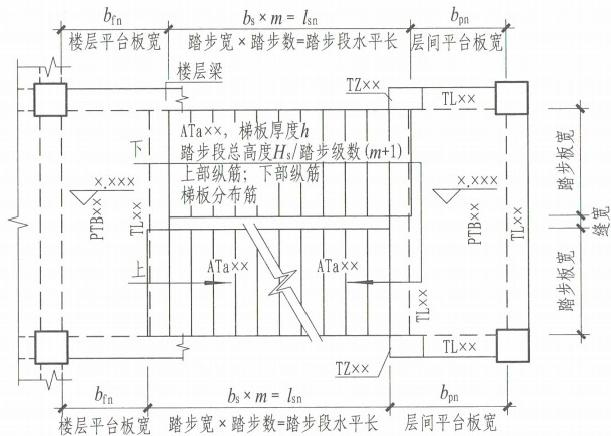 b_fn
b_s × m = l_sn
b_pn
楼层平台板宽
踏步宽 × 踏步数=踏步段水平长
层间平台板宽
楼层梁
TZ××
TL××
ATa××，梯板厚度h
踏步段总高度H_s/踏步级数(m+1)
上部纵筋；下部纵筋
梯板分布筋
下
x.xxx
PTB××
TL××
x.xxx
PTB××
TL××
踏步板宽
缝宽
踏步板宽
上
ATa××
ATa××
TL××
TL××
TZ××
b_fn
b_s × m = l_sn
b_pn
楼层平台板宽
踏步宽 × 踏步数=踏步段水平长
层间平台板宽